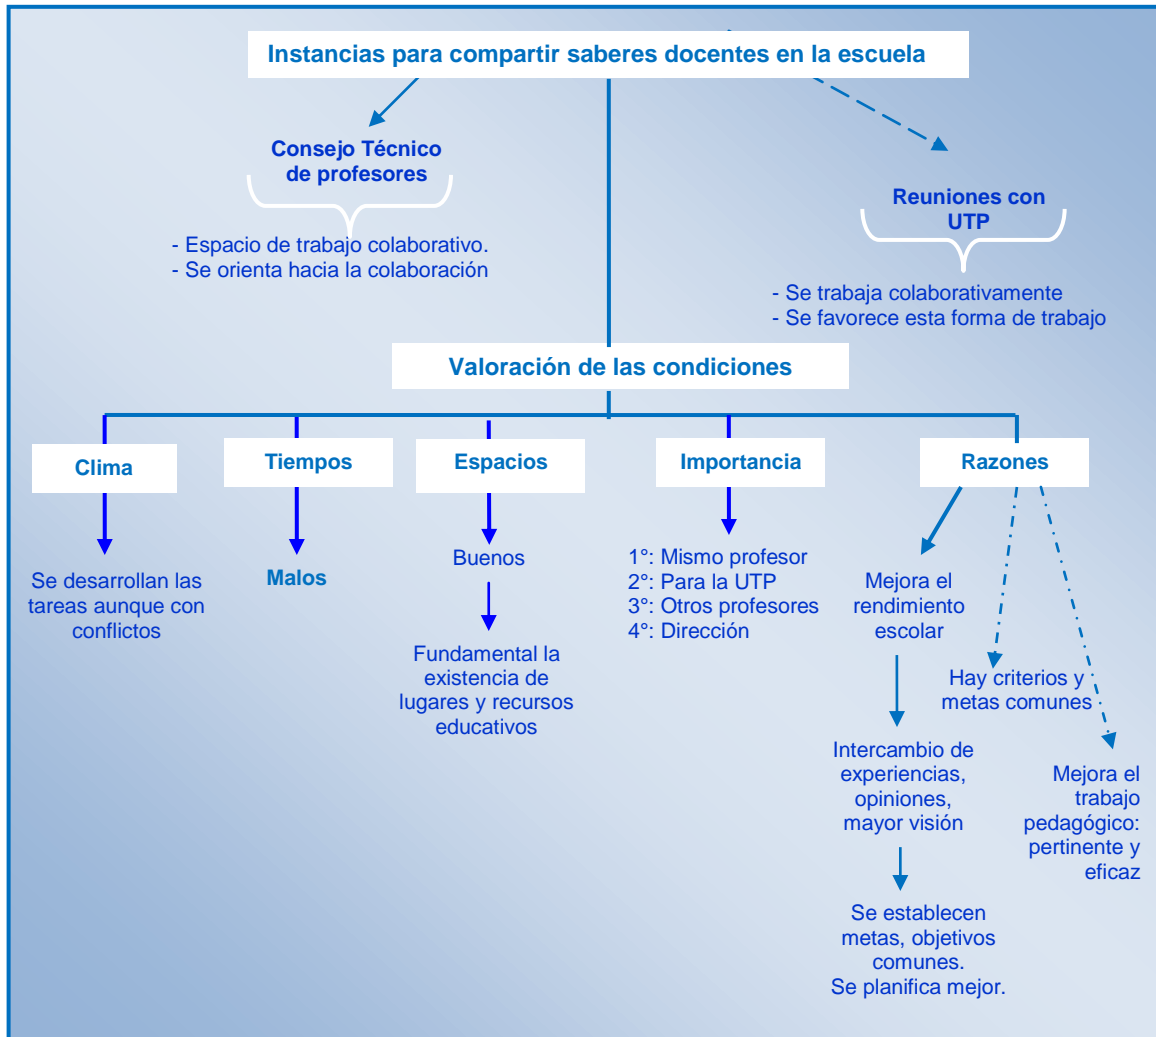 Instancias para compartir saberes docentes en la escuela
Consejo Técnico
de profesores
- Espacio de trabajo colaborativo.
- Se orienta hacia la colaboración
Reuniones con
UTP
- Se trabaja colaborativamente
- Se favorece esta forma de trabajo
Valoración de las condiciones
Clima
Se desarrollan las
tareas aunque con
conflictos
Tiempos
Malos
Espacios
Buenos
Fundamental la
existencia de
lugares y recursos
educativos
Importancia
1°: Mismo profesor
2°: Para la UTP
3°: Otros profesores
4°: Dirección
Razones
Mejora el
rendimiento
escolar
Intercambio de
experiencias,
opiniones,
mayor visión
Se establecen
metas, objetivos
comunes.
Se planifica mejor.
Hay criterios y
metas comunes
Mejora el
trabajo
pedagógico:
pertinente y
eficaz